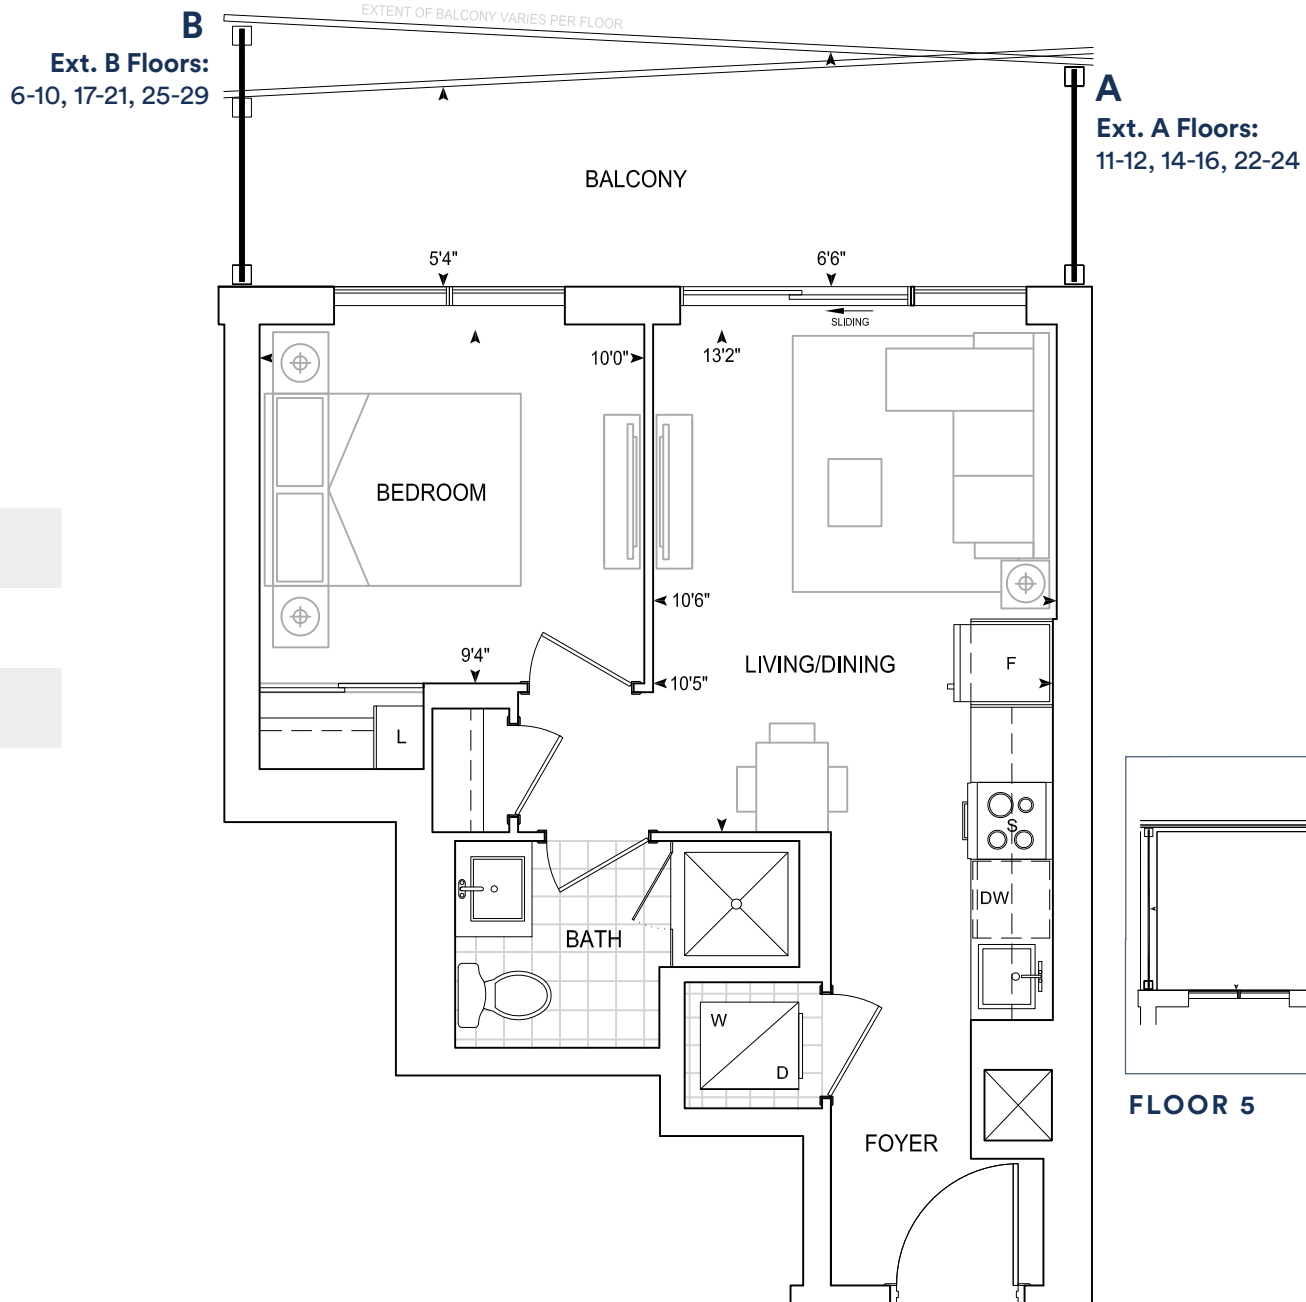 EXTENT OF BALCONY VARIES PER FLOOR
B
Ext. B Floors:
6-10, 17-21, 25-29
A
Ext. A Floors:
11-12, 14-16, 22-24
BALCONY
5'4"
6'6"
SLIDING
10'0"
13'2"
BEDROOM
10'6"
9'4"
10'5"
LIVING/DINING
F
L
S
DW
BATH
W
D
FOYER
FLOOR 5